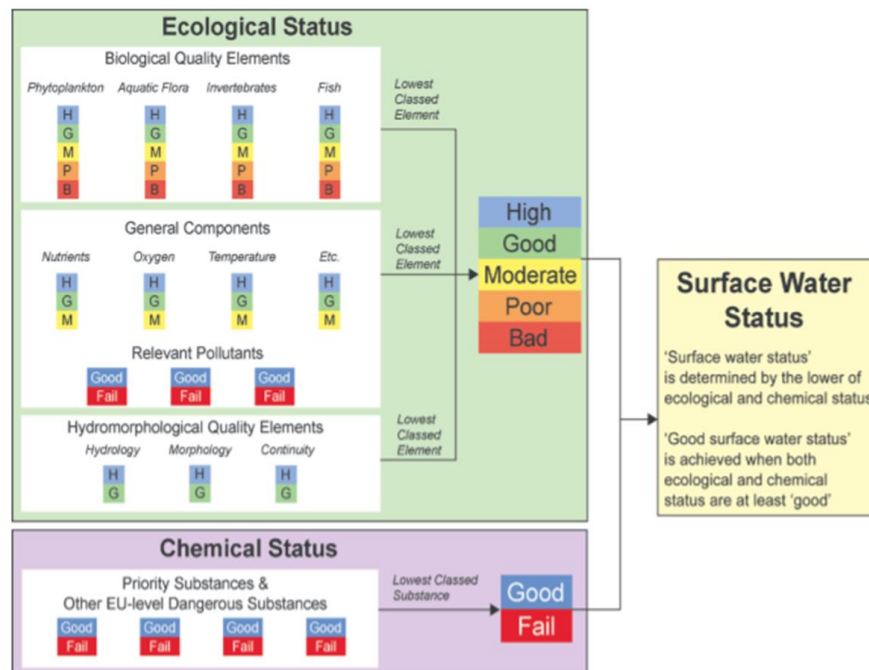 Ecological Status
Biological Quality Elements
Phytoplankton Aquatic Flora Invertebrates Fish
H H H H
G G G G
M M M M
P P P P
B B B B
Lowest
Classed
Element
General Components
Nutrients Oxygen Temperature Etc.
H H H H
G G G G
M M M M
Lowest
Classed
Element
Relevant Pollutants
Good Good Good
Fail Fail Fail
Hydromorphological Quality Elements
Hydrology Morphology Continuity
H H H
G G G
Lowest
Classed
Element
High
Good
Moderate
Poor
Bad
Chemical Status
Priority Substances &
Other EU-level Dangerous Substances
Good Good Good Good
Fail Fail Fail Fail
Lowest Classed
Substance
Good
Fail
Surface Water
Status
‘Surface water status’
is determined by the lower of
ecological and chemical status
‘Good surface water status’
is achieved when both
ecological and chemical
status are at least ‘good’